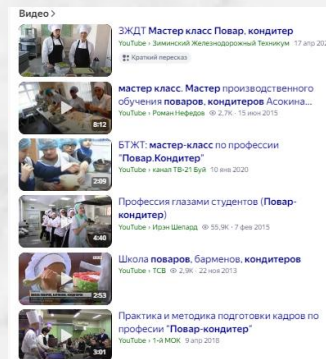 Видео >
ЗЖДТ Мастер класс Повар, кондитер
YouTube › Зиминский Железнодорожный Техникум 17 апр 202
Краткий пересказ
мастер класс. Мастер производственного
обучения поваров, кондитеров Асокина...
YouTube › Роман Нефедов 2,7K · 15 июн 2015
8:12
БТЖТ: мастер-класс по профессии
"Повар.Кондитер"
YouTube › канал ТВ-21 Буй 10 янв 2020
2:09
Профессия глазами студентов (Повар-
кондитер)
YouTube › Ирэн Шепард 55,9K · 7 фев 2015
4:40
Школа поваров, барменов, кондитеров
YouTube › ТСВ 2,9K · 22 ноя 2013
2:53
Практика и методика подготовки кадров по
професии "Повар-кондитер"
YouTube › 1-й МОК 9 апр 2018
3:01